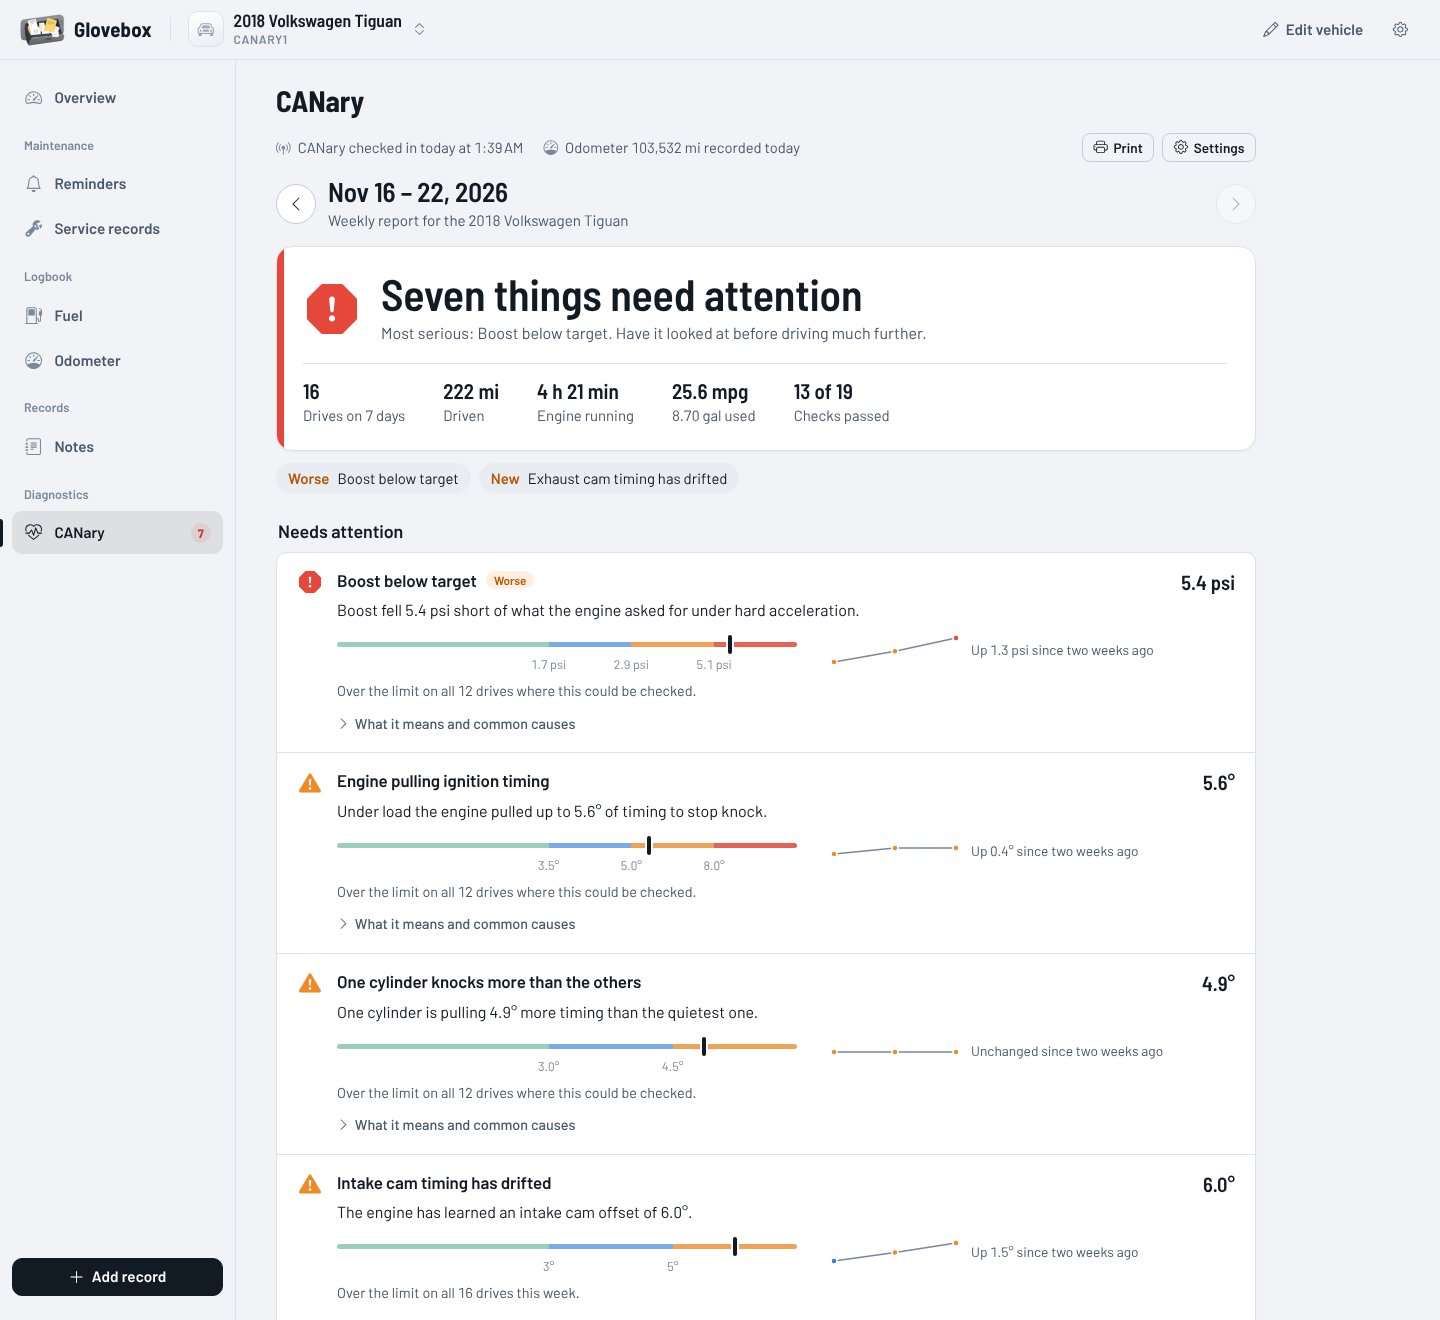 Glovebox
2018 Volkswagen Tiguan
CANARY1
Edit vehicle
Overview
Maintenance
Reminders
Service records
Logbook
Fuel
Odometer
Records
Notes
Diagnostics
CANary
7
Add record
CANary
CANary checked in today at 1:39 AM
Odometer 103,532 mi recorded today
Print
Settings
Nov 16 – 22, 2026
Weekly report for the 2018 Volkswagen Tiguan
Seven things need attention
Most serious: Boost below target. Have it looked at before driving much further.
16
Drives on 7 days
222 mi
Driven
4 h 21 min
Engine running
25.6 mpg
8.70 gal used
13 of 19
Checks passed
Worse Boost below target
New Exhaust cam timing has drifted
Needs attention
Boost below target Worse
5.4 psi
Boost fell 5.4 psi short of what the engine asked for under hard acceleration.
1.7 psi 2.9 psi 5.1 psi
Up 1.3 psi since two weeks ago
Over the limit on all 12 drives where this could be checked.
What it means and common causes
Engine pulling ignition timing
5.6°
Under load the engine pulled up to 5.6° of timing to stop knock.
3.5° 5.0° 8.0°
Up 0.4° since two weeks ago
Over the limit on all 12 drives where this could be checked.
What it means and common causes
One cylinder knocks more than the others
4.9°
One cylinder is pulling 4.9° more timing than the quietest one.
3.0° 4.5°
Unchanged since two weeks ago
Over the limit on all 12 drives where this could be checked.
What it means and common causes
Intake cam timing has drifted
6.0°
The engine has learned an intake cam offset of 6.0°.
3° 5°
Up 1.5° since two weeks ago
Over the limit on all 16 drives this week.